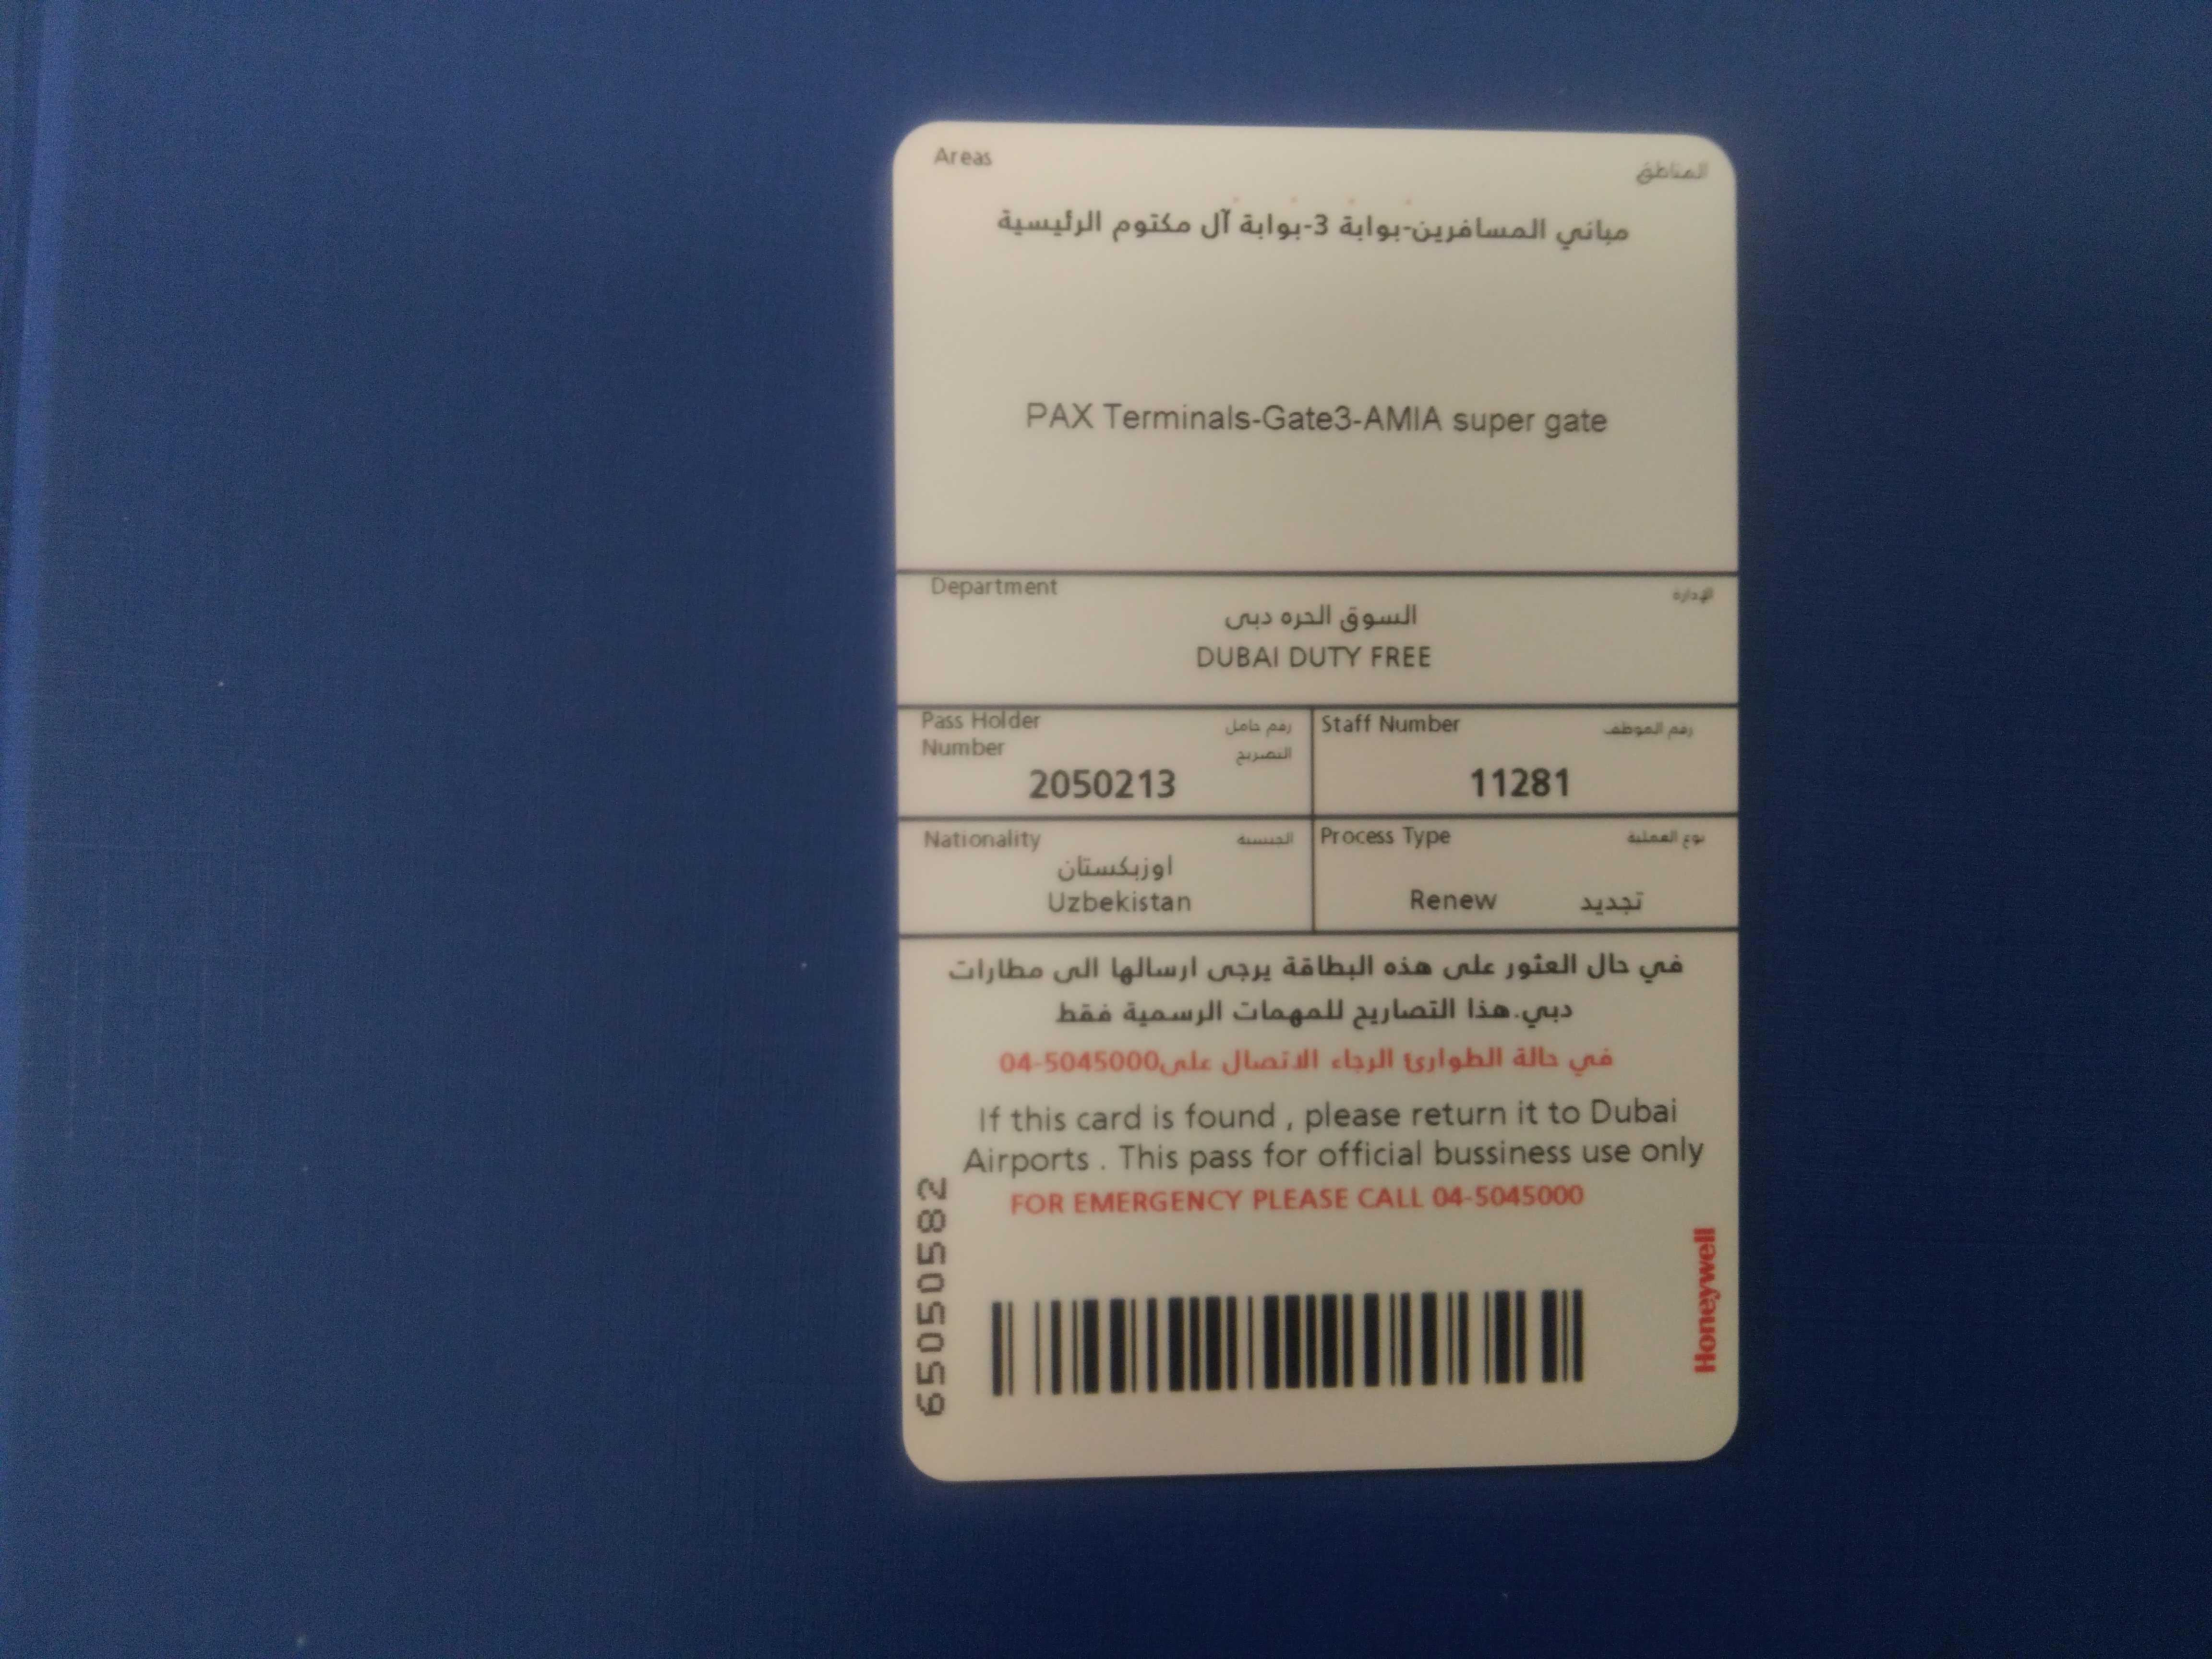 Areas المناطق
مباني المسافرين-بوابة 3-بوابة آل مكتوم الرئيسية
PAX Terminals-Gate3-AMIA super gate
Department الإدارة
السوق الحره دبى
DUBAI DUTY FREE
Pass Holder رقم حامل
Number التصريح
2050213
Staff Number رقم الموظف
11281
Nationality الجنسية
اوزبكستان
Uzbekistan
Process Type نوع العملية
Renew تجديد
في حال العثور على هذه البطاقة يرجى ارسالها الى مطارات
دبي.هذا التصاريح للمهمات الرسمية فقط
في حالة الطوارئ الرجاء الاتصال على04-5045000
If this card is found , please return it to Dubai
Airports . This pass for official bussiness use only
FOR EMERGENCY PLEASE CALL 04-5045000
65050582
Honeywell